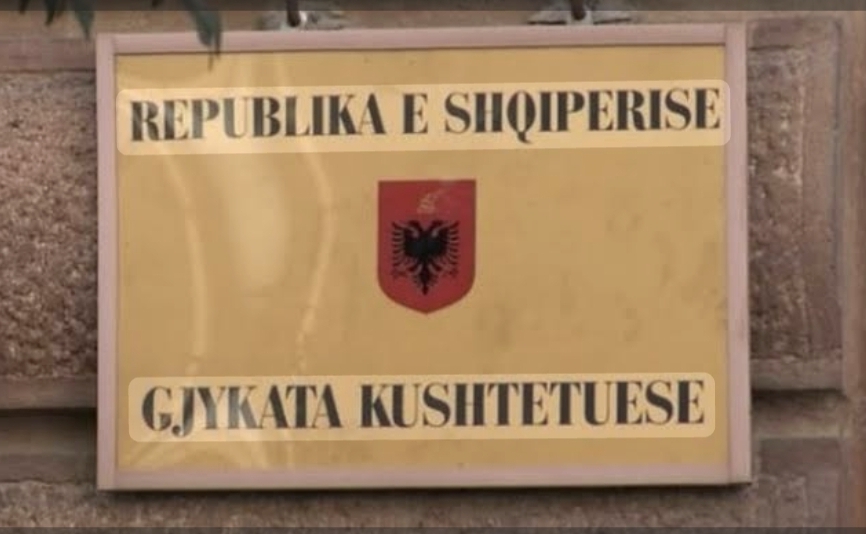 REPUBLIKA E SHQIPERISE
GJYKATA KUSHTETUESE